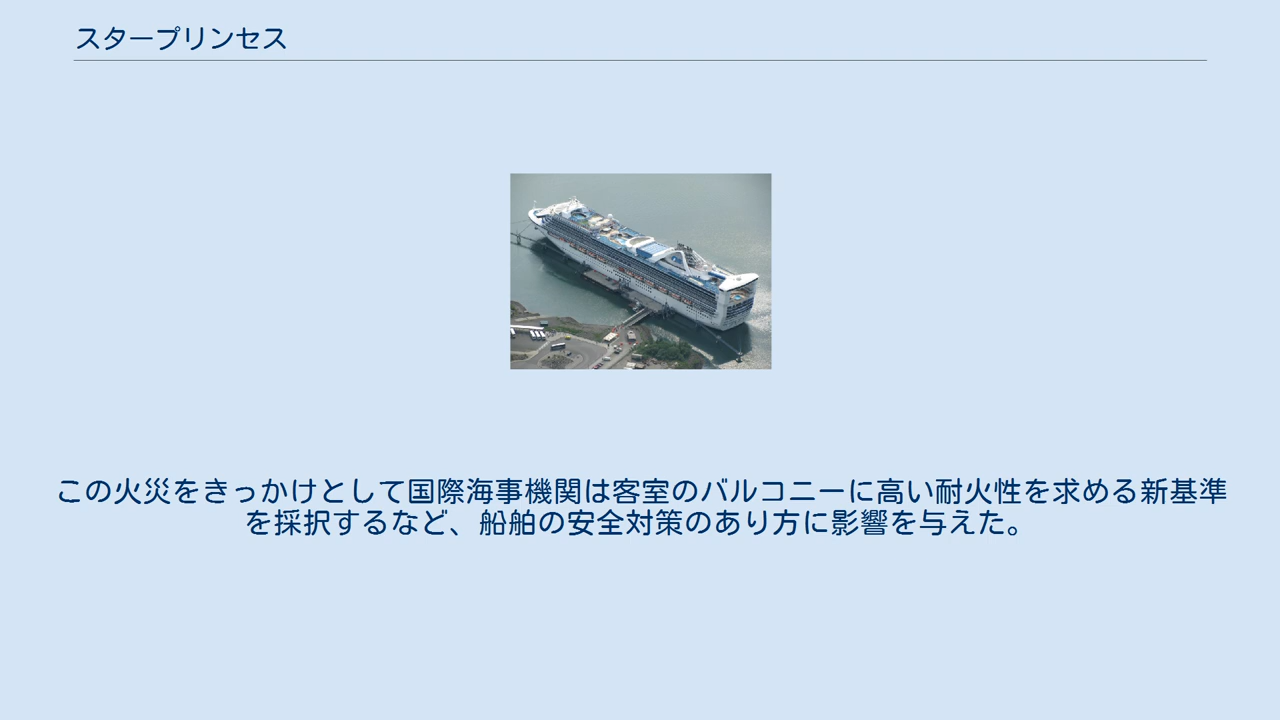 スタープリンセス
この火災をきっかけとして国際海事機関は客室のバルコニーに高い耐火性を求める新基準
を採択するなど、船舶の安全対策のあり方に影響を与えた。